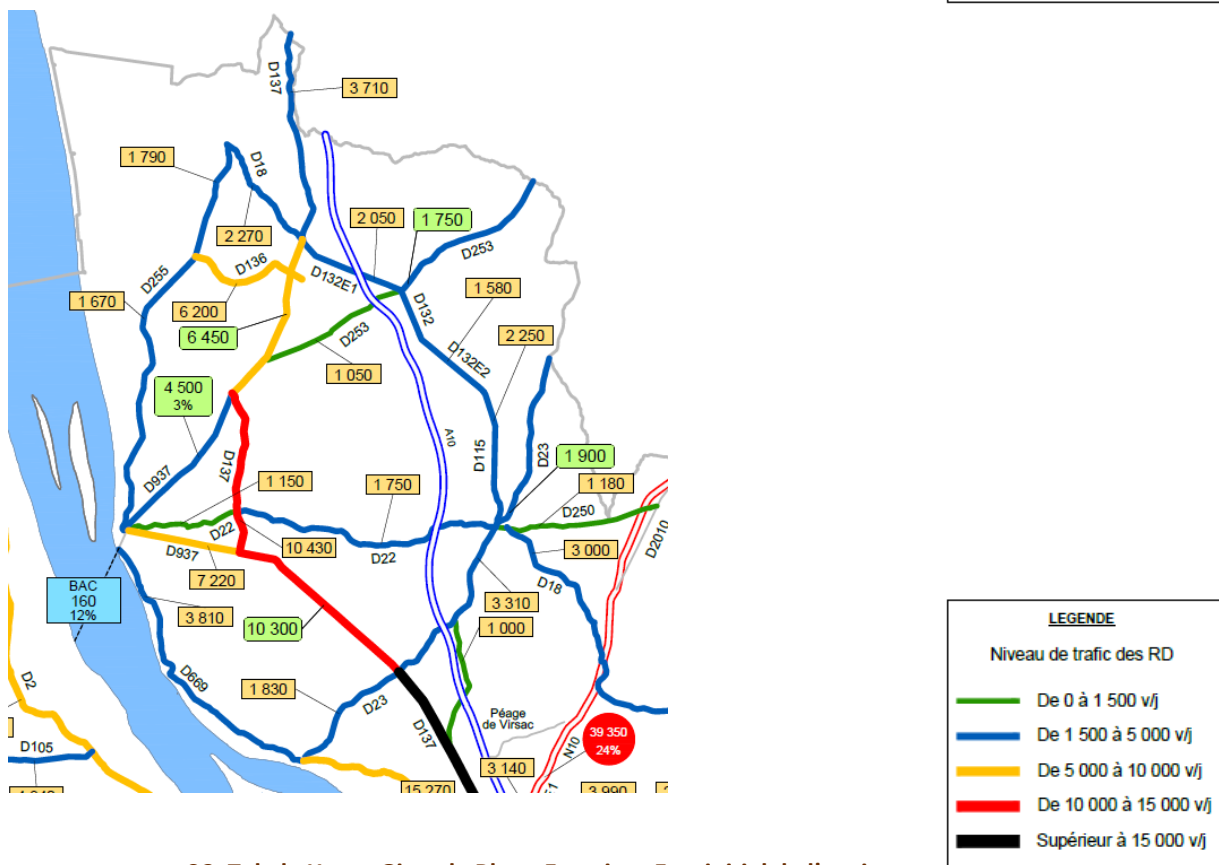 D137
3 710
1 790
D18
2 270
2 050
1 750
D253
D136
D132E1
D255
1 670
6 200
6 450
D253
1 050
D132
1 580
D132E2
2 250
4 500
3%
A10
D937
D137
D115
D23
1 900
1 150
1 750
1 180
D250
D22
D22
10 430
D937
7 220
3 000
D18
D2010
BAC
160
12%
3 810
10 300
3 310
1 000
D669
1 830
D23
D137
Péage
de Virsac
39 350
24%
N10
D2
D105
3 140
15 270
3 990
LEGENDE
Niveau de trafic des RD
De 0 à 1 500 v/j
De 1 500 à 5 000 v/j
De 5 000 à 10 000 v/j
De 10 000 à 15 000 v/j
Supérieur à 15 000 v/j